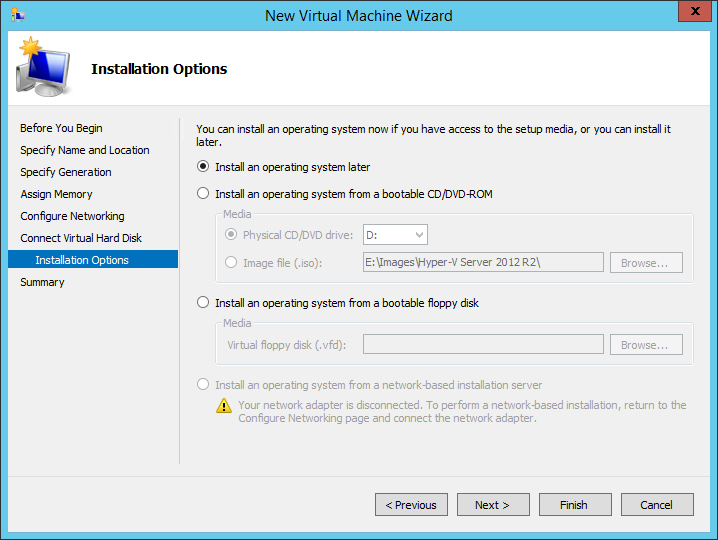 New Virtual Machine Wizard
x
Installation Options
Before You Begin
Specify Name and Location
Specify Generation
Assign Memory
Configure Networking
Connect Virtual Hard Disk
Installation Options
Summary
You can install an operating system now if you have access to the setup media, or you can install it
later.
Install an operating system later
Install an operating system from a bootable CD/DVD-ROM
Media
Physical CD/DVD drive: D:
Image file (.iso): E:\Images\Hyper-V Server 2012 R2\ Browse...
Install an operating system from a bootable floppy disk
Media
Virtual floppy disk (.vfd): Browse...
Install an operating system from a network-based installation server
Your network adapter is disconnected. To perform a network-based installation, return to the
Configure Networking page and connect the network adapter.
< Previous Next > Finish Cancel